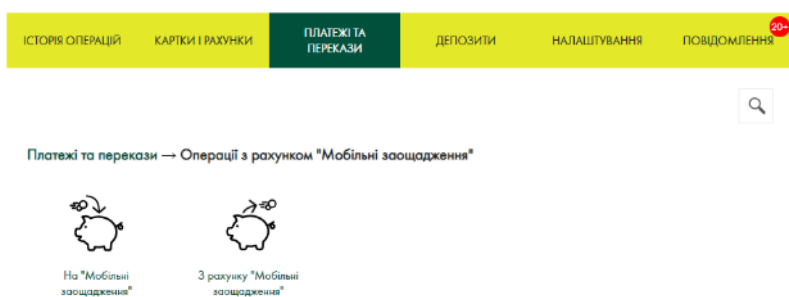 ІСТОРІЯ ОПЕРАЦІЙ
КАРТКИ І РАХУНКИ
ПЛАТЕЖІ ТА
ПЕРЕКАЗИ
ДЕПОЗИТИ
НАЛАШТУВАННЯ
ПОВІДОМЛЕННЯ
20+
Платежі та перекази → Операції з рахунком "Мобільні заощадження"
На "Мобільні
заощадження"
З рахунку "Мобільні
заощадження"